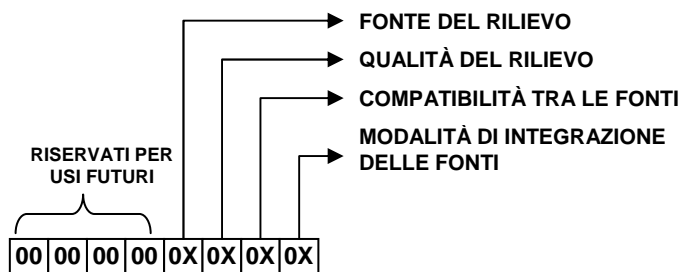 FONTE DEL RILIEVO
QUALITÀ DEL RILIEVO
COMPATIBILITÀ TRA LE FONTI
MODALITÀ DI INTEGRAZIONE
DELLE FONTI
RISERVATI PER
USI FUTURI
00 00 00 00 0X 0X 0X 0X